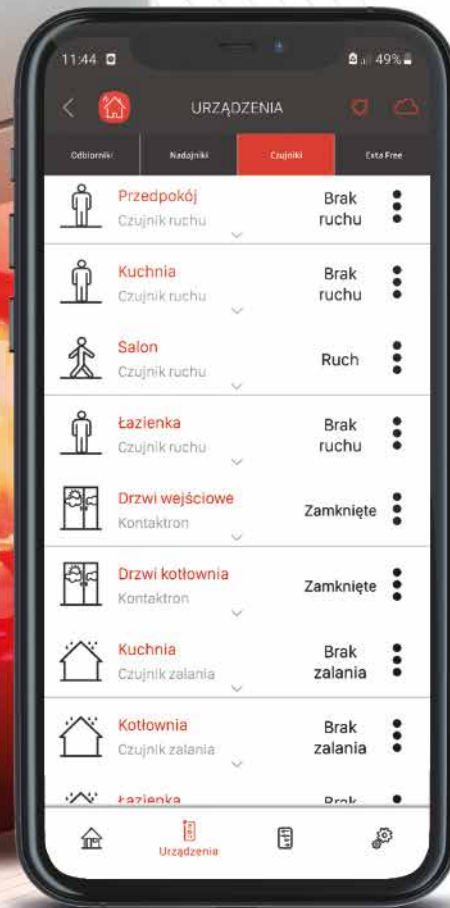 11:44 49%
URZĄDZENIA
Odbiorniki Nadajniki Czujniki Exta Free
Przedpokój
Czujnik ruchu
Brak
ruchu
Kuchnia
Czujnik ruchu
Brak
ruchu
Salon
Czujnik ruchu
Ruch
Łazienka
Czujnik ruchu
Brak
ruchu
Drzwi wejściowe
Kontaktron
Zamknięte
Drzwi kotłownia
Kontaktron
Zamknięte
Kuchnia
Czujnik zalania
Brak
zalania
Kotłownia
Czujnik zalania
Brak
zalania
Łazienka
Brak
Urządzenia